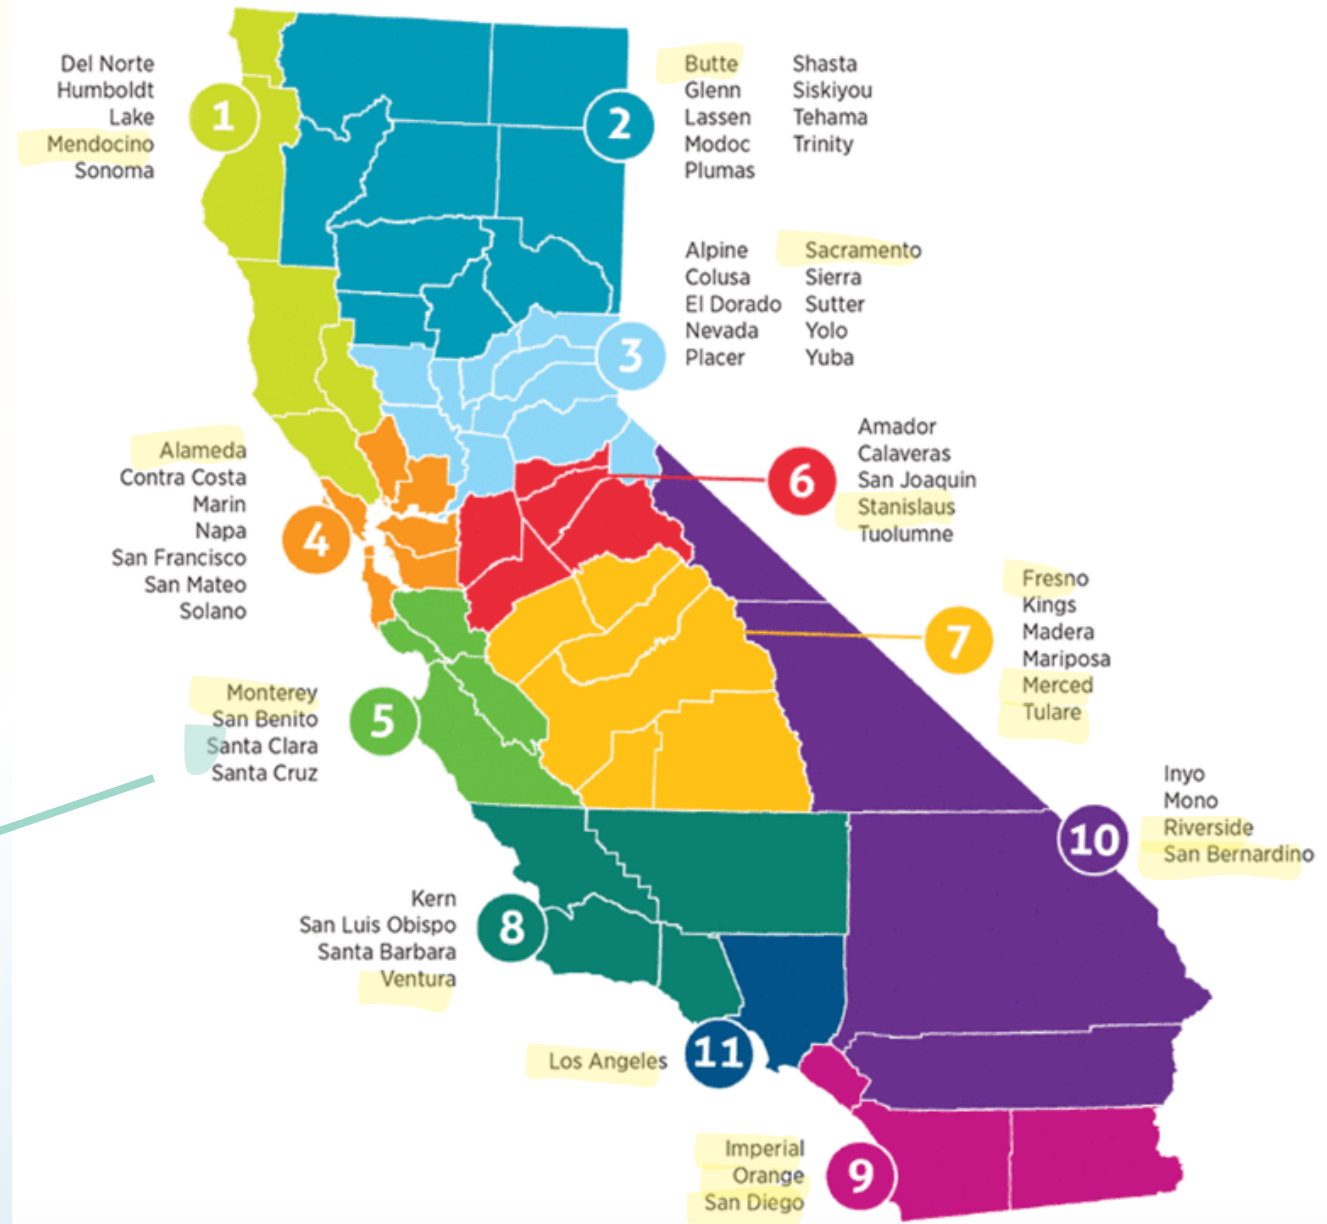 Del Norte
Humboldt
Lake
Mendocino
Sonoma
1
2
Butte
Glenn
Lassen
Modoc
Plumas
Shasta
Siskiyou
Tehama
Trinity
Alpine
Colusa
El Dorado
Nevada
Placer
Sacramento
Sierra
Sutter
Yolo
Yuba
3
Alameda
Contra Costa
Marin
Napa
San Francisco
San Mateo
Solano
4
6
Amador
Calaveras
San Joaquin
Stanislaus
Tuolumne
7
Fresno
Kings
Madera
Mariposa
Merced
Tulare
Monterey
San Benito
Santa Clara
Santa Cruz
5
10
Inyo
Mono
Riverside
San Bernardino
Kern
San Luis Obispo
Santa Barbara
Ventura
8
Los Angeles
11
Imperial
Orange
San Diego
9